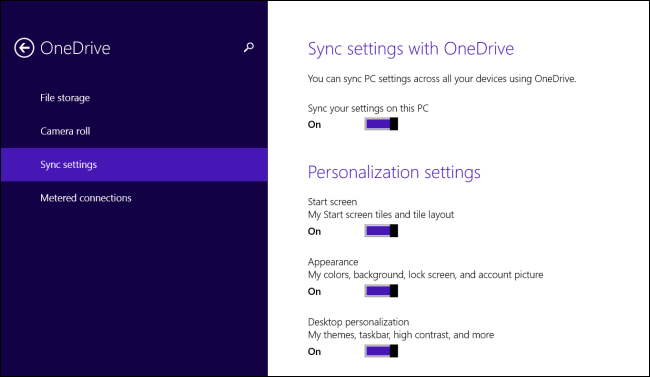 OneDrive
File storage
Camera roll
Sync settings
Metered connections
Sync settings with OneDrive
You can sync PC settings across all your devices using OneDrive.
Sync your settings on this PC
On
Personalization settings
Start screen
My Start screen tiles and tile layout
On
Appearance
My colors, background, lock screen, and account picture
On
Desktop personalization
My themes, taskbar, high contrast, and more
On